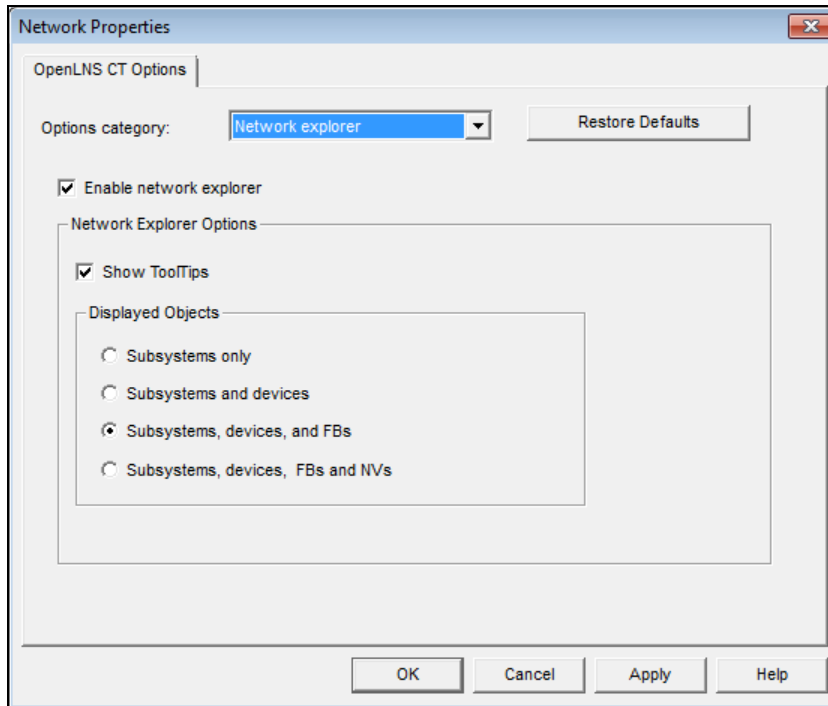 Network Properties
OpenLNS CT Options
Options category:
Network explorer
Restore Defaults
Enable network explorer
Network Explorer Options
Show ToolTips
Displayed Objects
Subsystems only
Subsystems and devices
Subsystems, devices, and FBs
Subsystems, devices,  FBs and NVs
OK
Cancel
Apply
Help